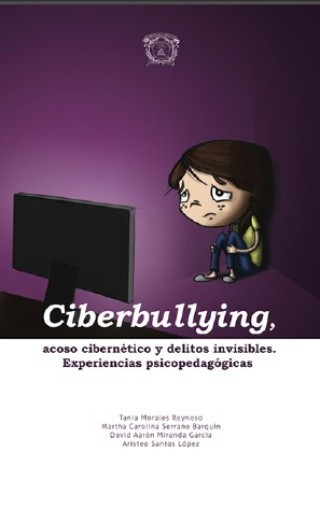 Ciberbullying,
acoso cibernético y delitos invisibles.
Experiencias psicopedagógicas
Tania Morales Reynoso
Martha Carolina Serrano Barquín
David Aarón Miranda García
Aristeo Santos López